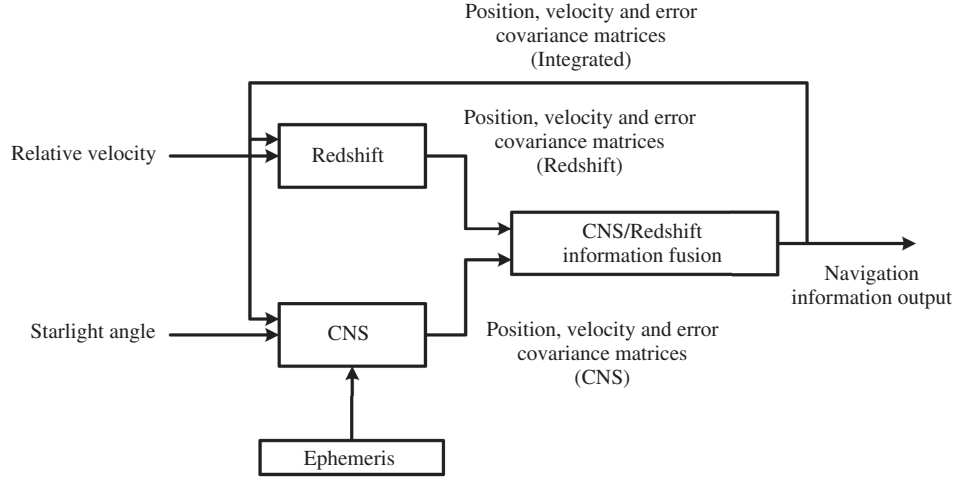 Position, velocity and error
covariance matrices
(Integrated)
Position, velocity and error
covariance matrices
(Redshift)
Relative velocity
Redshift
CNS/Redshift
information fusion
Navigation
information output
Starlight angle
CNS
Position, velocity and error
covariance matrices
(CNS)
Ephemeris